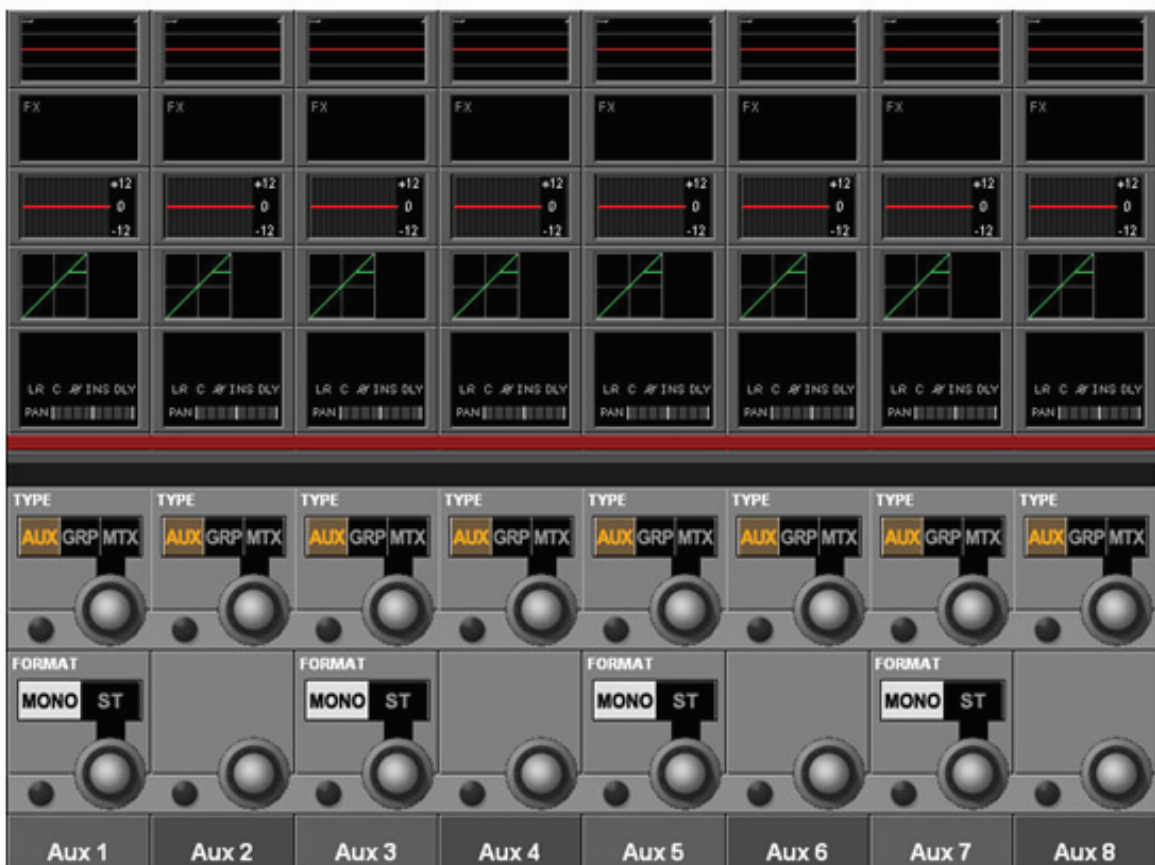 FX FX FX FX FX FX FX FX
+12 +12 +12 +12 +12 +12 +12 +12
0 0 0 0 0 0 0 0
-12 -12 -12 -12 -12 -12 -12 -12
LR C Ø INS DLY LR C Ø INS DLY LR C Ø INS DLY LR C Ø INS DLY LR C Ø INS DLY LR C Ø INS DLY LR C Ø INS DLY LR C Ø INS DLY
PAN PAN PAN PAN PAN PAN PAN PAN
TYPE TYPE TYPE TYPE TYPE TYPE TYPE TYPE
AUX GRP MTX AUX GRP MTX AUX GRP MTX AUX GRP MTX AUX GRP MTX AUX GRP MTX AUX GRP MTX AUX GRP MTX
FORMAT FORMAT FORMAT FORMAT
MONO ST MONO ST MONO ST MONO ST
Aux 1 Aux 2 Aux 3 Aux 4 Aux 5 Aux 6 Aux 7 Aux 8